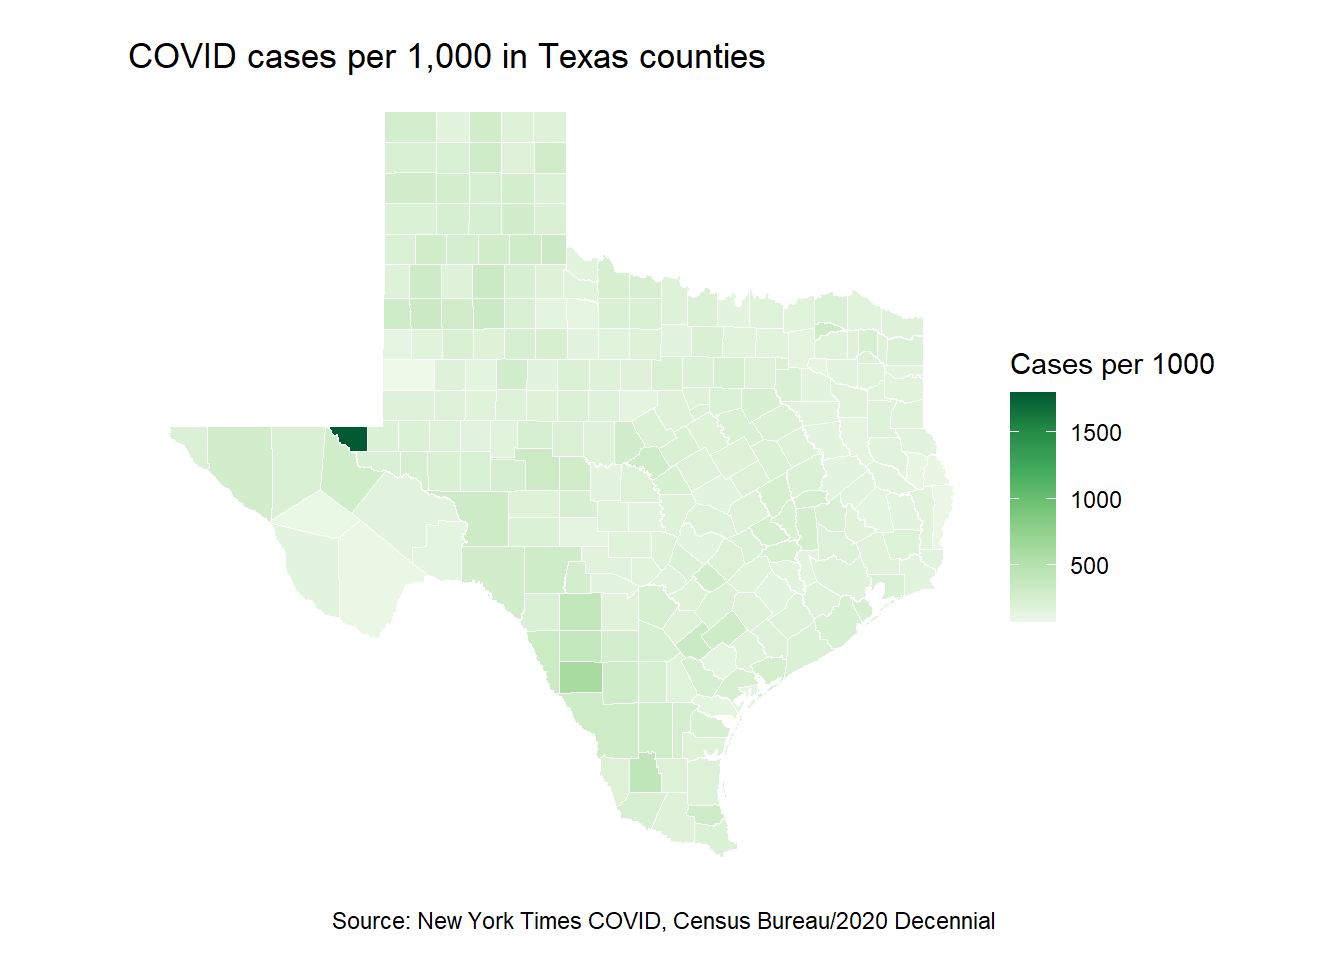 COVID cases per 1,000 in Texas counties
Cases per 1000
1500
1000
500
Source: New York Times COVID, Census Bureau/2020 Decennial